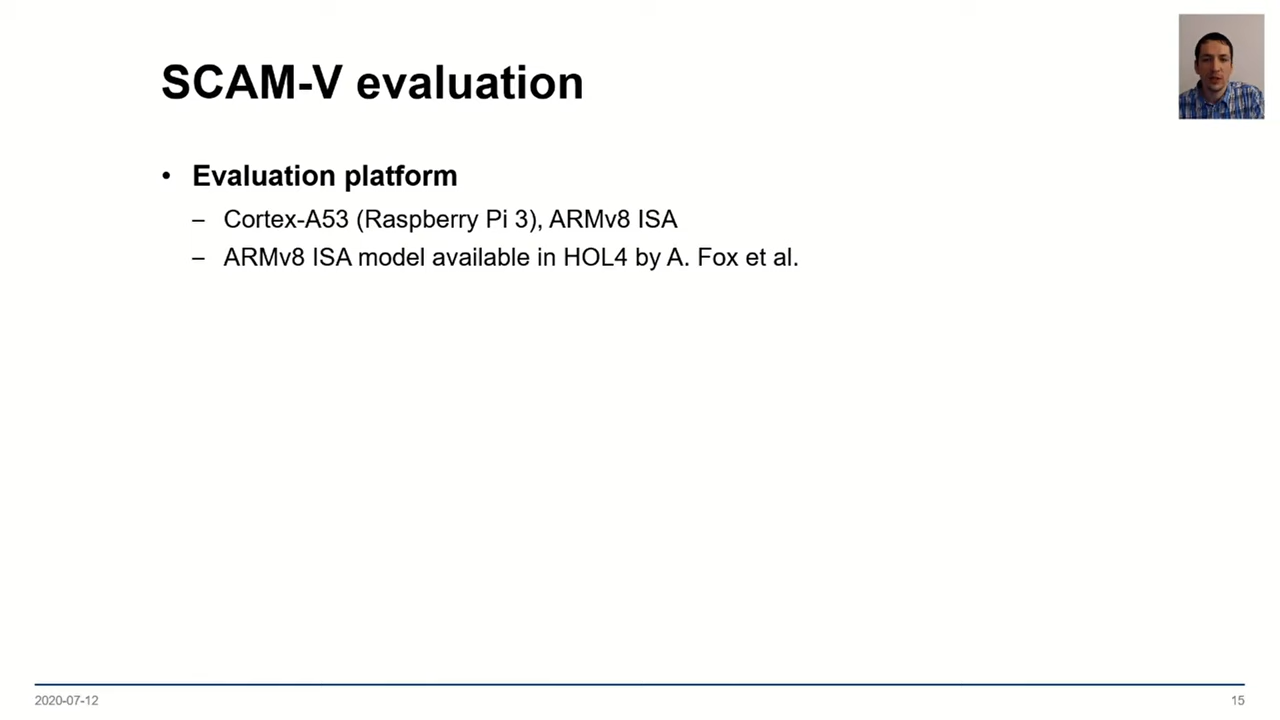 SCAM-V evaluation
• Evaluation platform
– Cortex-A53 (Raspberry Pi 3), ARMv8 ISA
– ARMv8 ISA model available in HOL4 by A. Fox et al.
2020-07-12
15